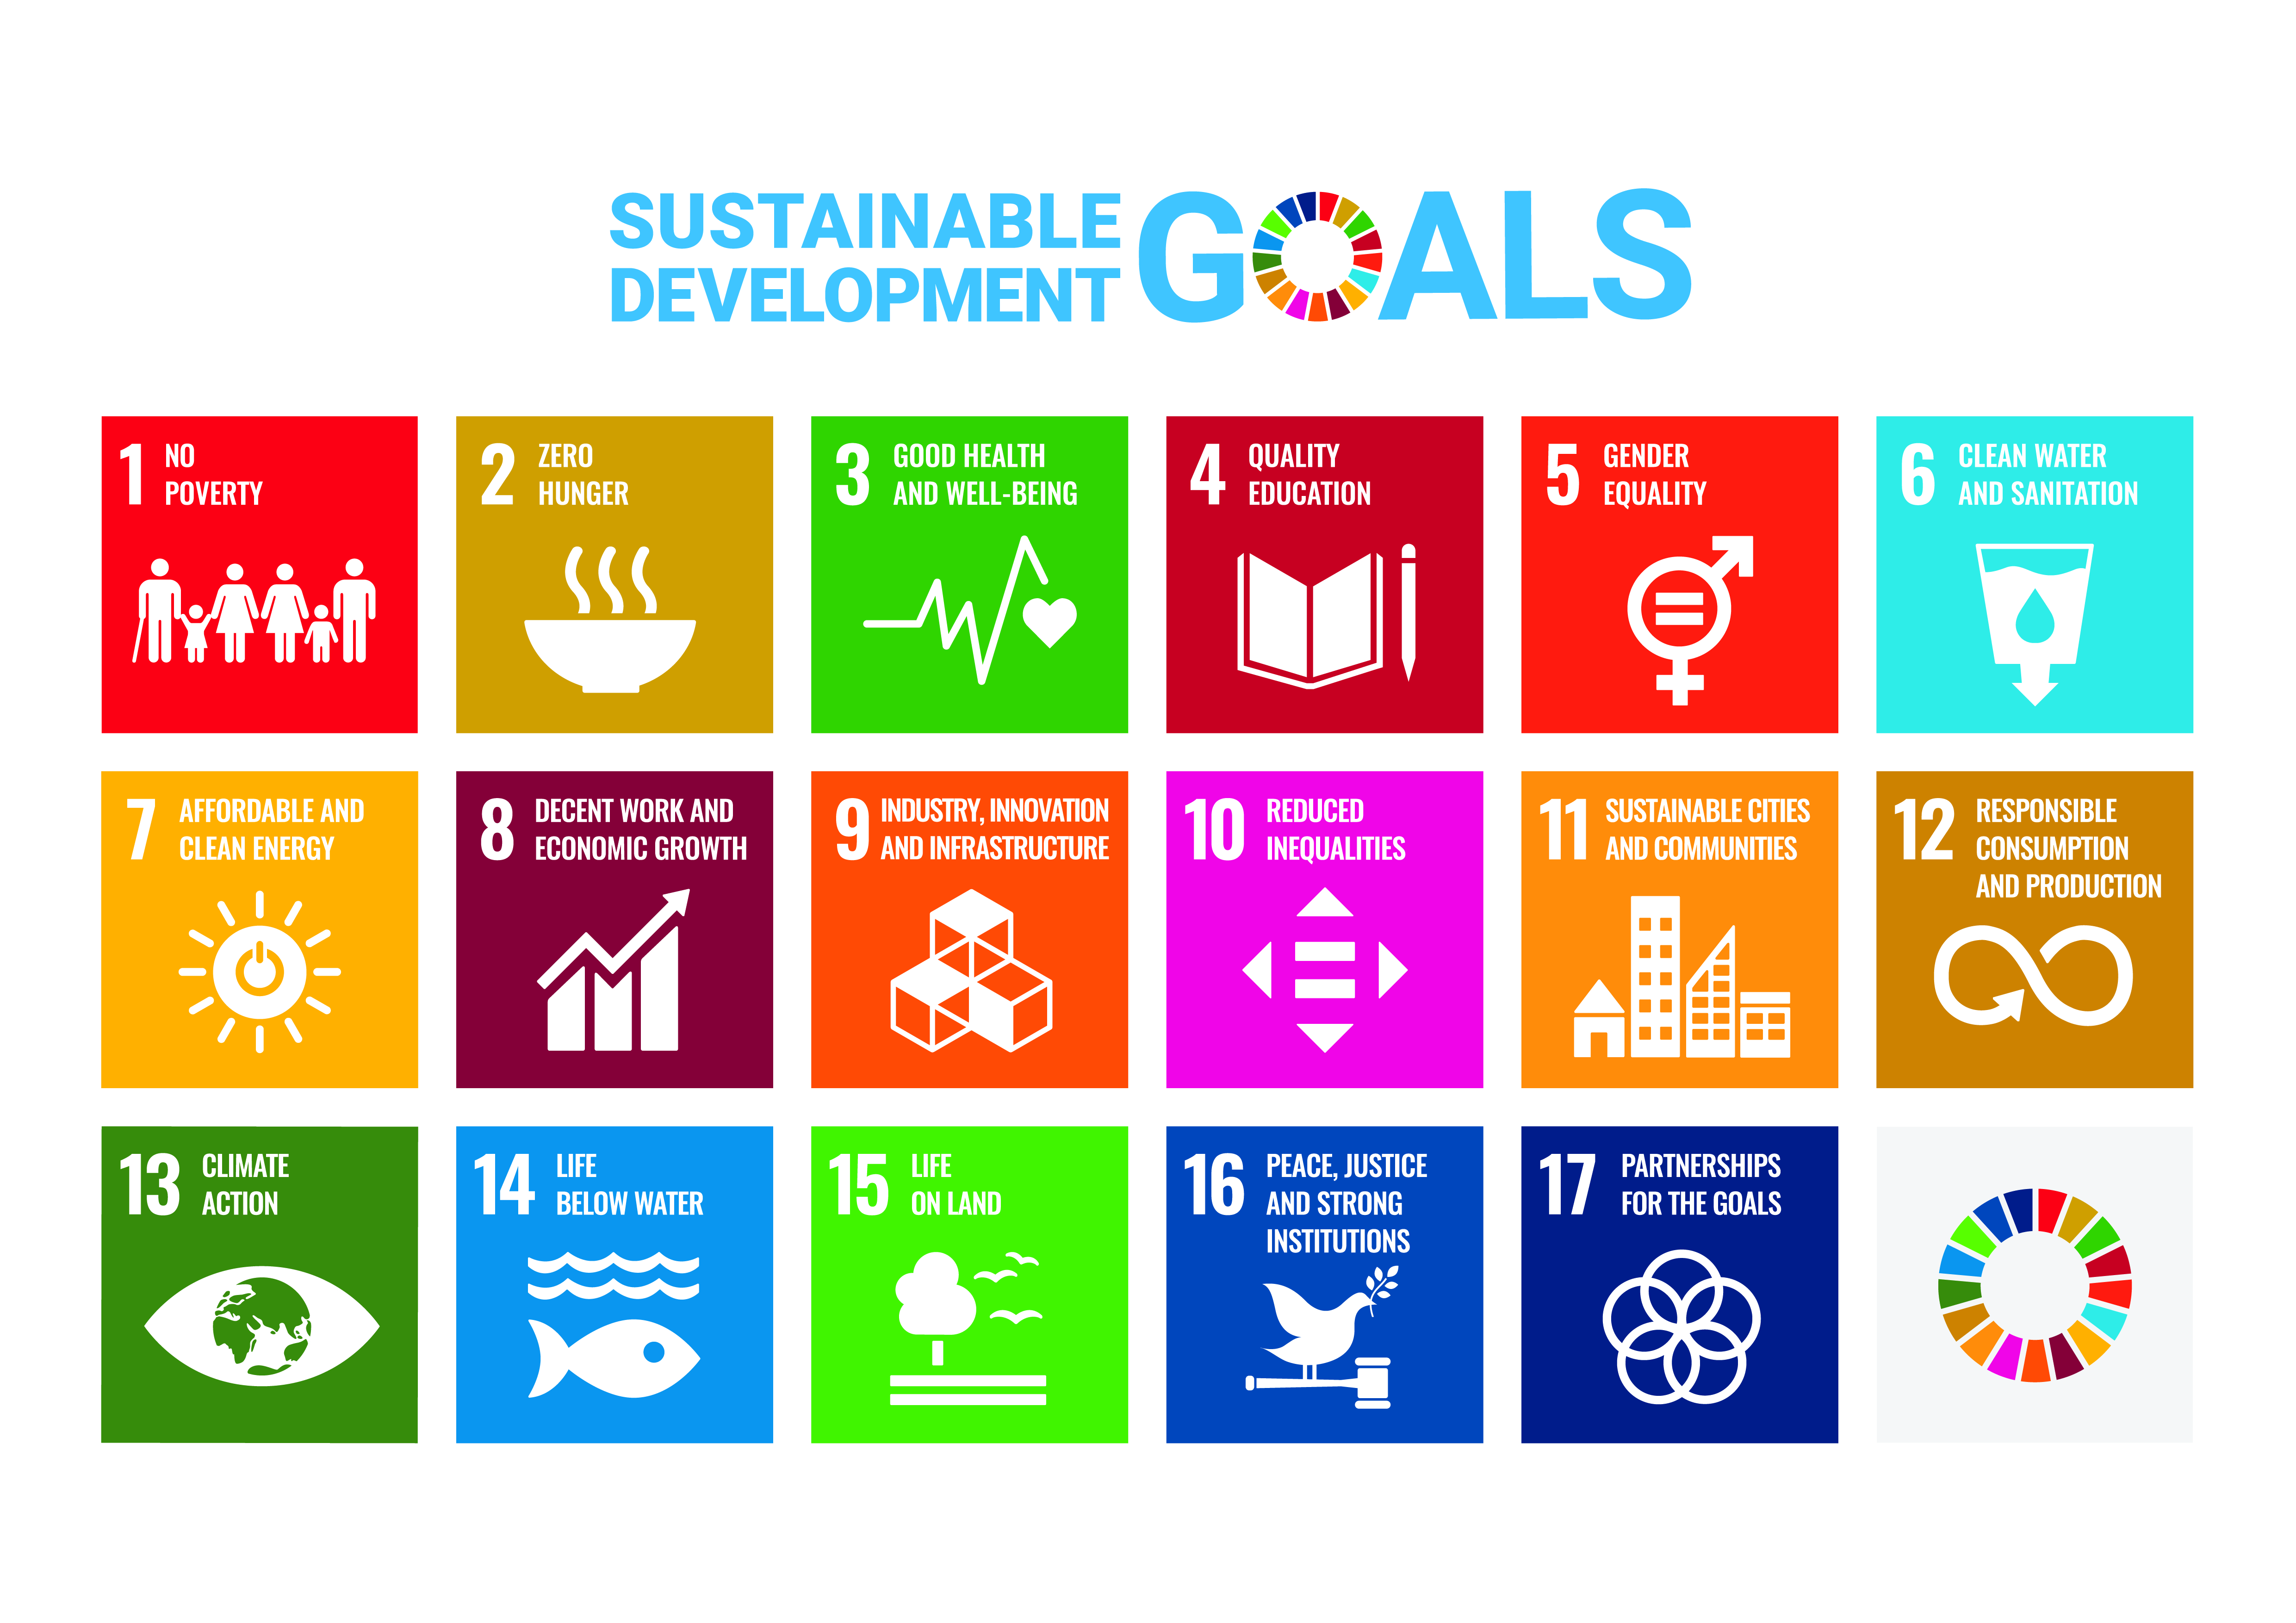 SUSTAINABLE
DEVELOPMENT
GOALS
1
NO
POVERTY
2
ZERO
HUNGER
3
GOOD HEALTH
AND WELL-BEING
4
QUALITY
EDUCATION
5
GENDER
EQUALITY
6
CLEAN WATER
AND SANITATION
7
AFFORDABLE AND
CLEAN ENERGY
8
DECENT WORK AND
ECONOMIC GROWTH
9
INDUSTRY, INNOVATION
AND INFRASTRUCTURE
10
REDUCED
INEQUALITIES
11
SUSTAINABLE CITIES
AND COMMUNITIES
12
RESPONSIBLE
CONSUMPTION
AND PRODUCTION
13
CLIMATE
ACTION
14
LIFE
BELOW WATER
15
LIFE
ON LAND
16
PEACE, JUSTICE
AND STRONG
INSTITUTIONS
17
PARTNERSHIPS
FOR THE GOALS